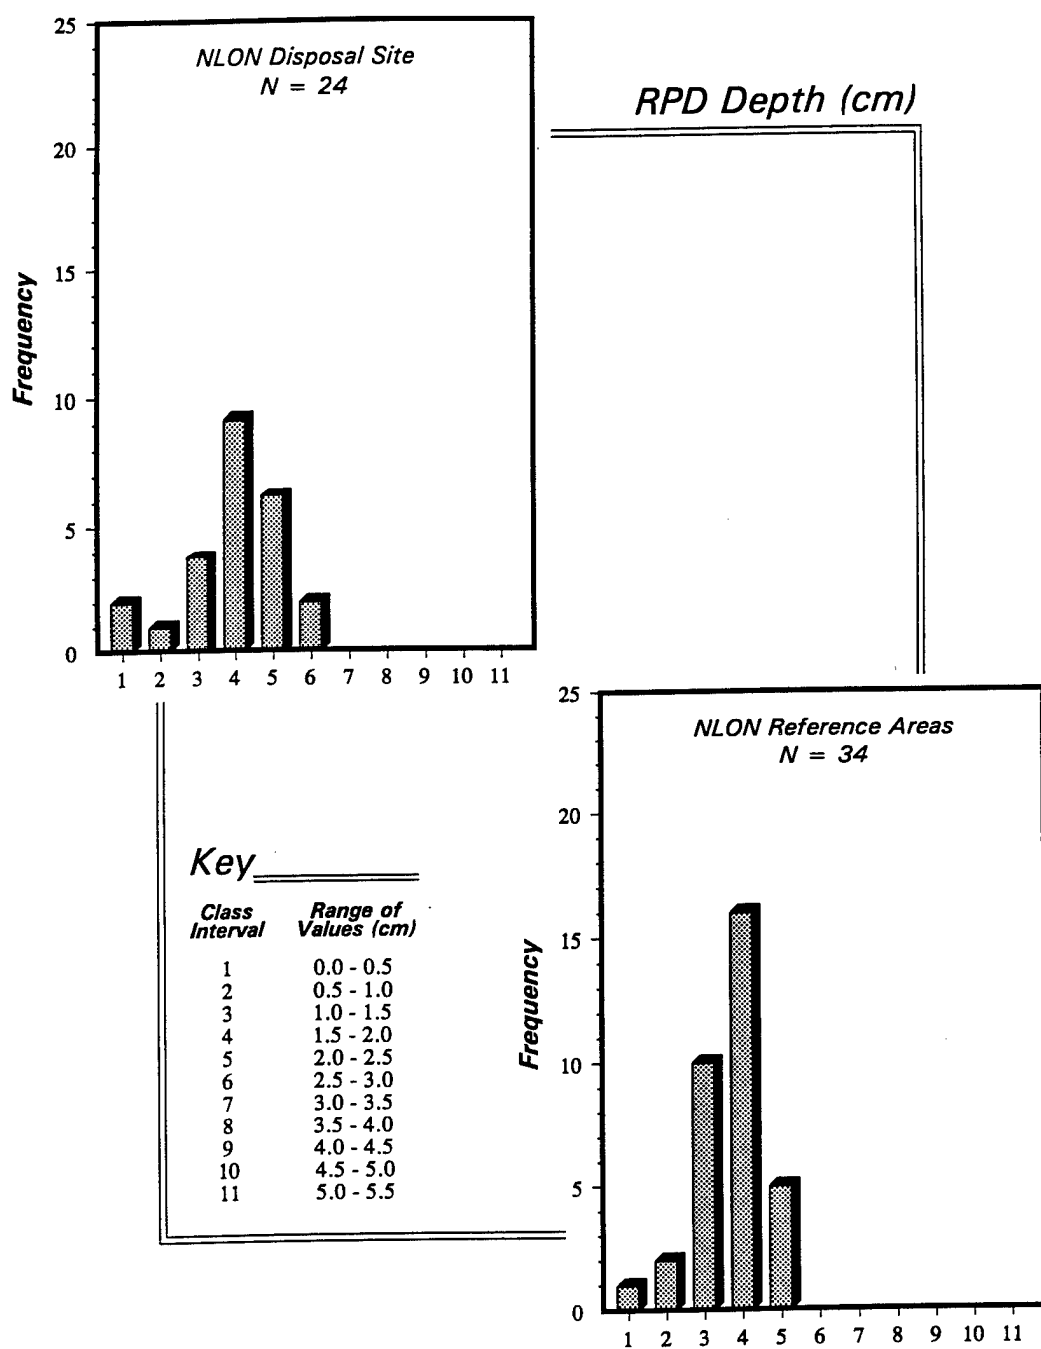 RPD Depth (cm)
NLON Disposal Site
N = 24
Frequency
25
20
15
10
5
0
1 2 3 4 5 6 7 8 9 10 11
Key
Class Interval Range of Values (cm)
1 0.0 - 0.5
2 0.5 - 1.0
3 1.0 - 1.5
4 1.5 - 2.0
5 2.0 - 2.5
6 2.5 - 3.0
7 3.0 - 3.5
8 3.5 - 4.0
9 4.0 - 4.5
10 4.5 - 5.0
11 5.0 - 5.5
NLON Reference Areas
N = 34
Frequency
25
20
15
10
5
0
1 2 3 4 5 6 7 8 9 10 11